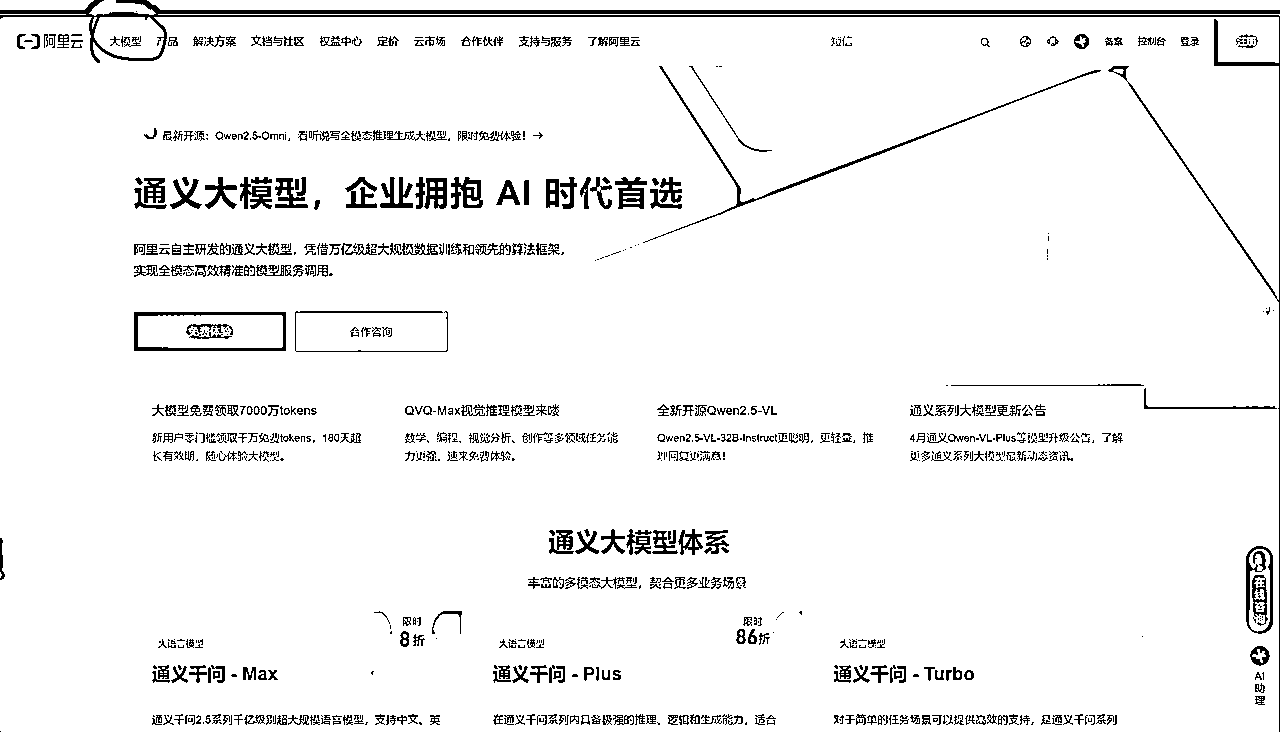 阿里云 大模型 产品 解决方案 文档与社区 权益中心 定价 云市场 合作伙伴 支持与服务 了解阿里云 短信 备案 控制台 登录 注册
最新开源：Qwen2.5-Omni，看听说写全模态推理生成大模型，限时免费体验！→
通义大模型，企业拥抱 AI 时代首选
阿里云自主研发的通义大模型，凭借万亿级超大规模数据训练和领先的算法框架，
实现全模态高效精准的模型服务调用。
免费体验 合作咨询
大模型免费领取7000万tokens
新用户零门槛领取千万免费tokens，180天超
长有效期，随心体验大模型。
QVQ-Max视觉推理模型来喽
数学、编程、视觉分析、创作等多领域任务能
力更强，速来免费体验。
全新开源Qwen2.5-VL
Qwen2.5-VL-32B-Instruct更聪明，更轻量，推
理回复更满意！
通义系列大模型更新公告
4月通义Qwen-VL-Plus等模型升级公告，了解
更多通义系列大模型最新动态资讯。
通义大模型体系
丰富的多模态大模型，契合更多业务场景
限时
8折
大语言模型
通义千问 - Max
通义千问2.5系列千亿级别超大规模语言模型，支持中文、英
限时
86折
大语言模型
通义千问 - Plus
在通义千问系列内具备极强的推理、逻辑和生成能力，适合
大语言模型
通义千问 - Turbo
对于简单的任务场景可以提供高效的支持，是通义千问系列
在线咨询
AI
助
理